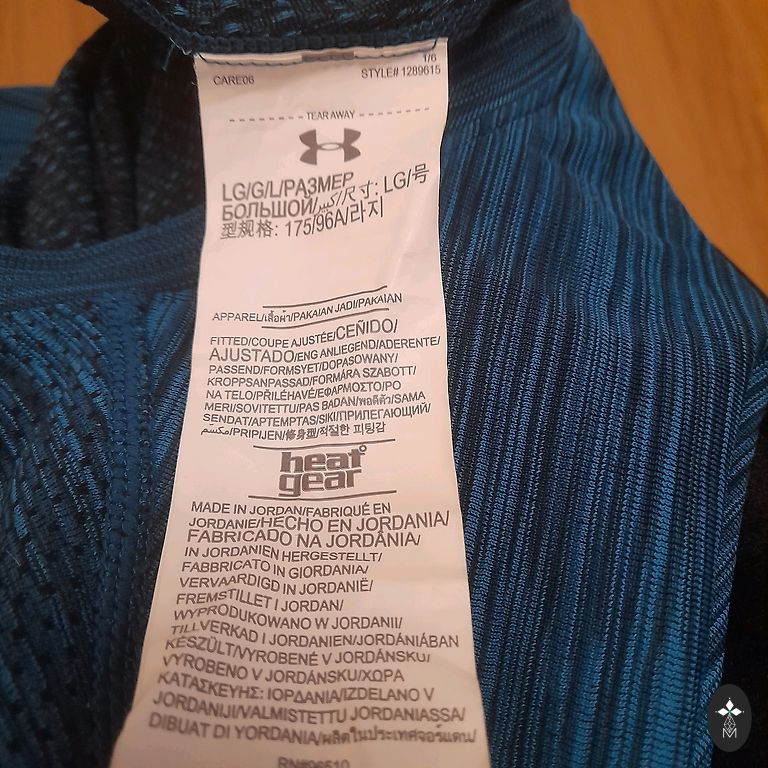 1/6
CARE06
STYLE# 1289615
TEAR AWAY
LG/G/L/РАЗМЕР
БОЛЬШОЙ/كبير/尺寸: LG/号
型规格: 175/96A/라지
APPAREL/เสื้อผ้า/PAKAIAN JADI/PAKAIAN
FITTED/COUPE AJUSTÉE/CEÑIDO/
AJUSTADO/ENG ANLIEGEND/ADERENTE/
PASSEND/FORMSYET/DOPASOWANY/
KROPPSANPASSAD/FORMÁRA SZABOTT/
NA TELO/PŘILÉHAVÉ/ΕΦΑΡΜΟΣΤΟ/PO
MERI/SOVITETTU/PAS BADAN/พอดีตัว/SAMA
SENDAT/APTEMPTAS/SIKI/ПРИЛЕГАЮЩИЙ/
مكسم/PRIPIJEN/修身型/적절한 피팅감
heat
gear
MADE IN JORDAN/FABRIQUÉ EN
JORDANIE/HECHO EN JORDANIA/
FABRICADO NA JORDÂNIA/
IN JORDANIEN HERGESTELLT/
FABBRICATO IN GIORDANIA/
VERVAARDIGD IN JORDANIË/
FREMSTILLET I JORDAN/
WYPRODUKOWANO W JORDANII/
TILLVERKAD I JORDANIEN/JORDÁNIÁBAN
KÉSZÜLT/VYROBENÉ V JORDÁNSKU/
VYROBENO V JORDÁNSKU/ΧΩΡΑ
ΚΑΤΑΣΚΕΥΗΣ: ΙΟΡΔΑΝΙΑ/IZDELANO V
JORDANIJI/VALMISTETTU JORDANIASSA/
DIBUAT DI YORDANIA/ผลิตในประเทศจอร์แดน/